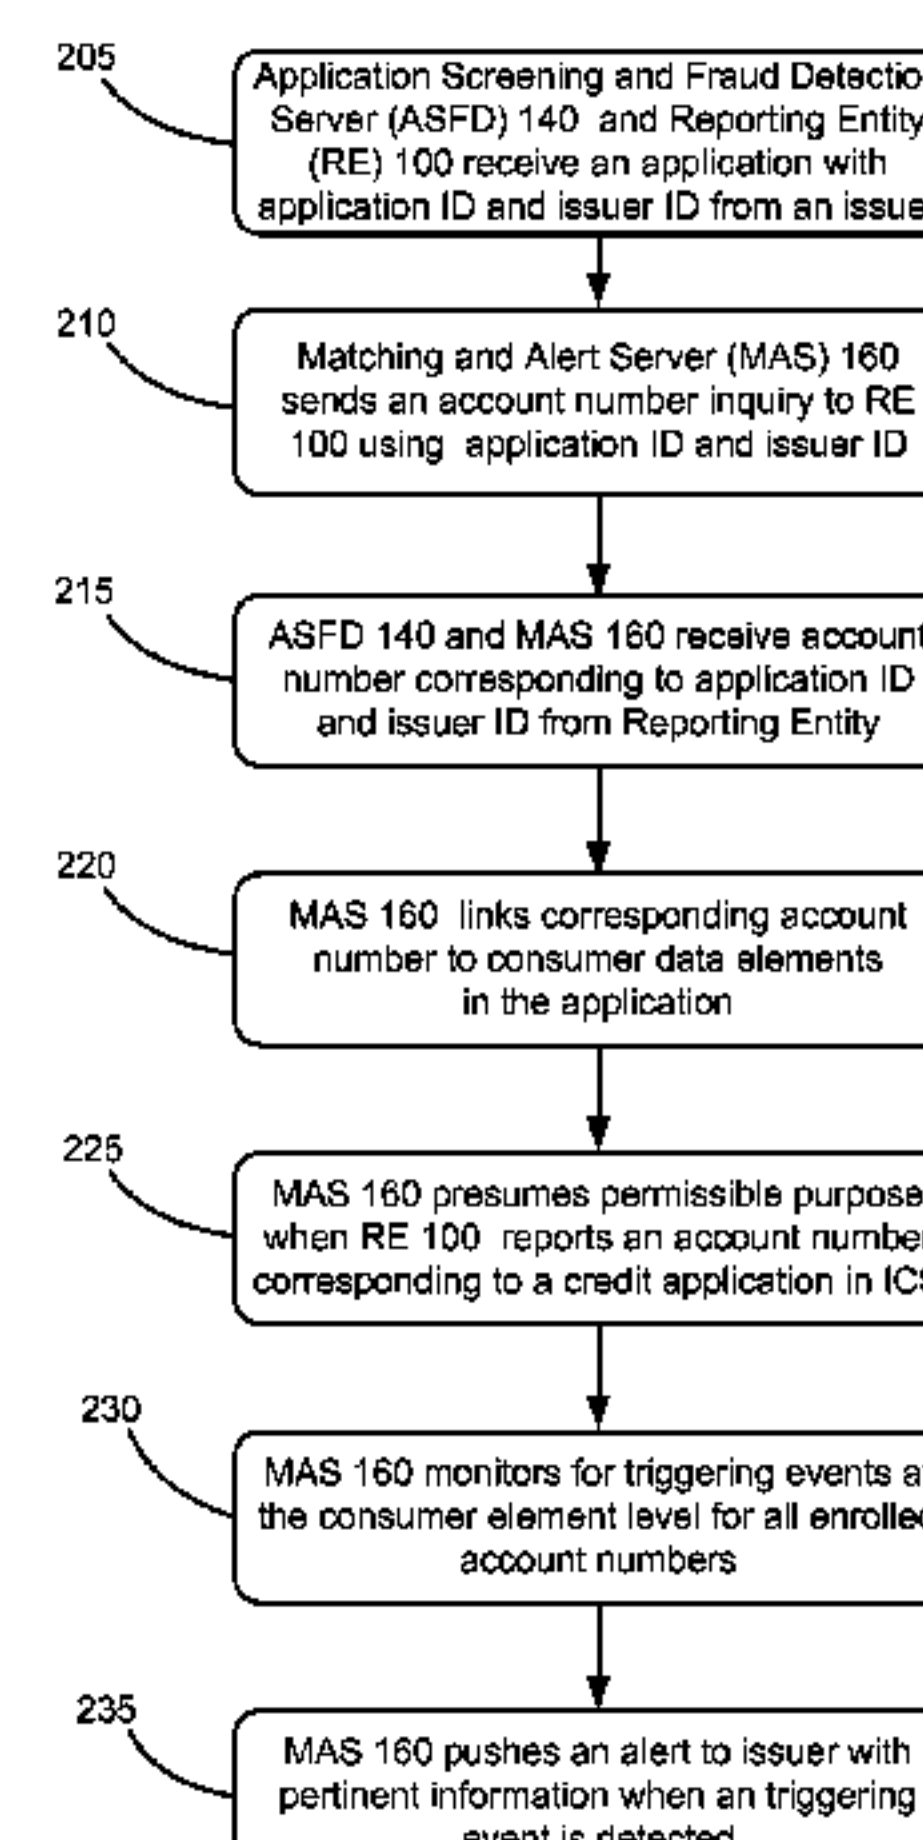 205
Application Screening and Fraud Detectio
Server (ASFD) 140 and Reporting Entity
(RE) 100 receive an application with
application ID and issuer ID from an issue
210
Matching and Alert Server (MAS) 160
sends an account number inquiry to RE
100 using application ID and issuer ID
215
ASFD 140 and MAS 160 receive account
number corresponding to application ID
and issuer ID from Reporting Entity
220
MAS 160 links corresponding account
number to consumer data elements
in the application
225
MAS 160 presumes permissible purpose
when RE 100 reports an account number
corresponding to a credit application in ICS
230
MAS 160 monitors for triggering events at
the consumer element level for all enrolled
account numbers
235
MAS 160 pushes an alert to issuer with
pertinent information when an triggering
event is detected